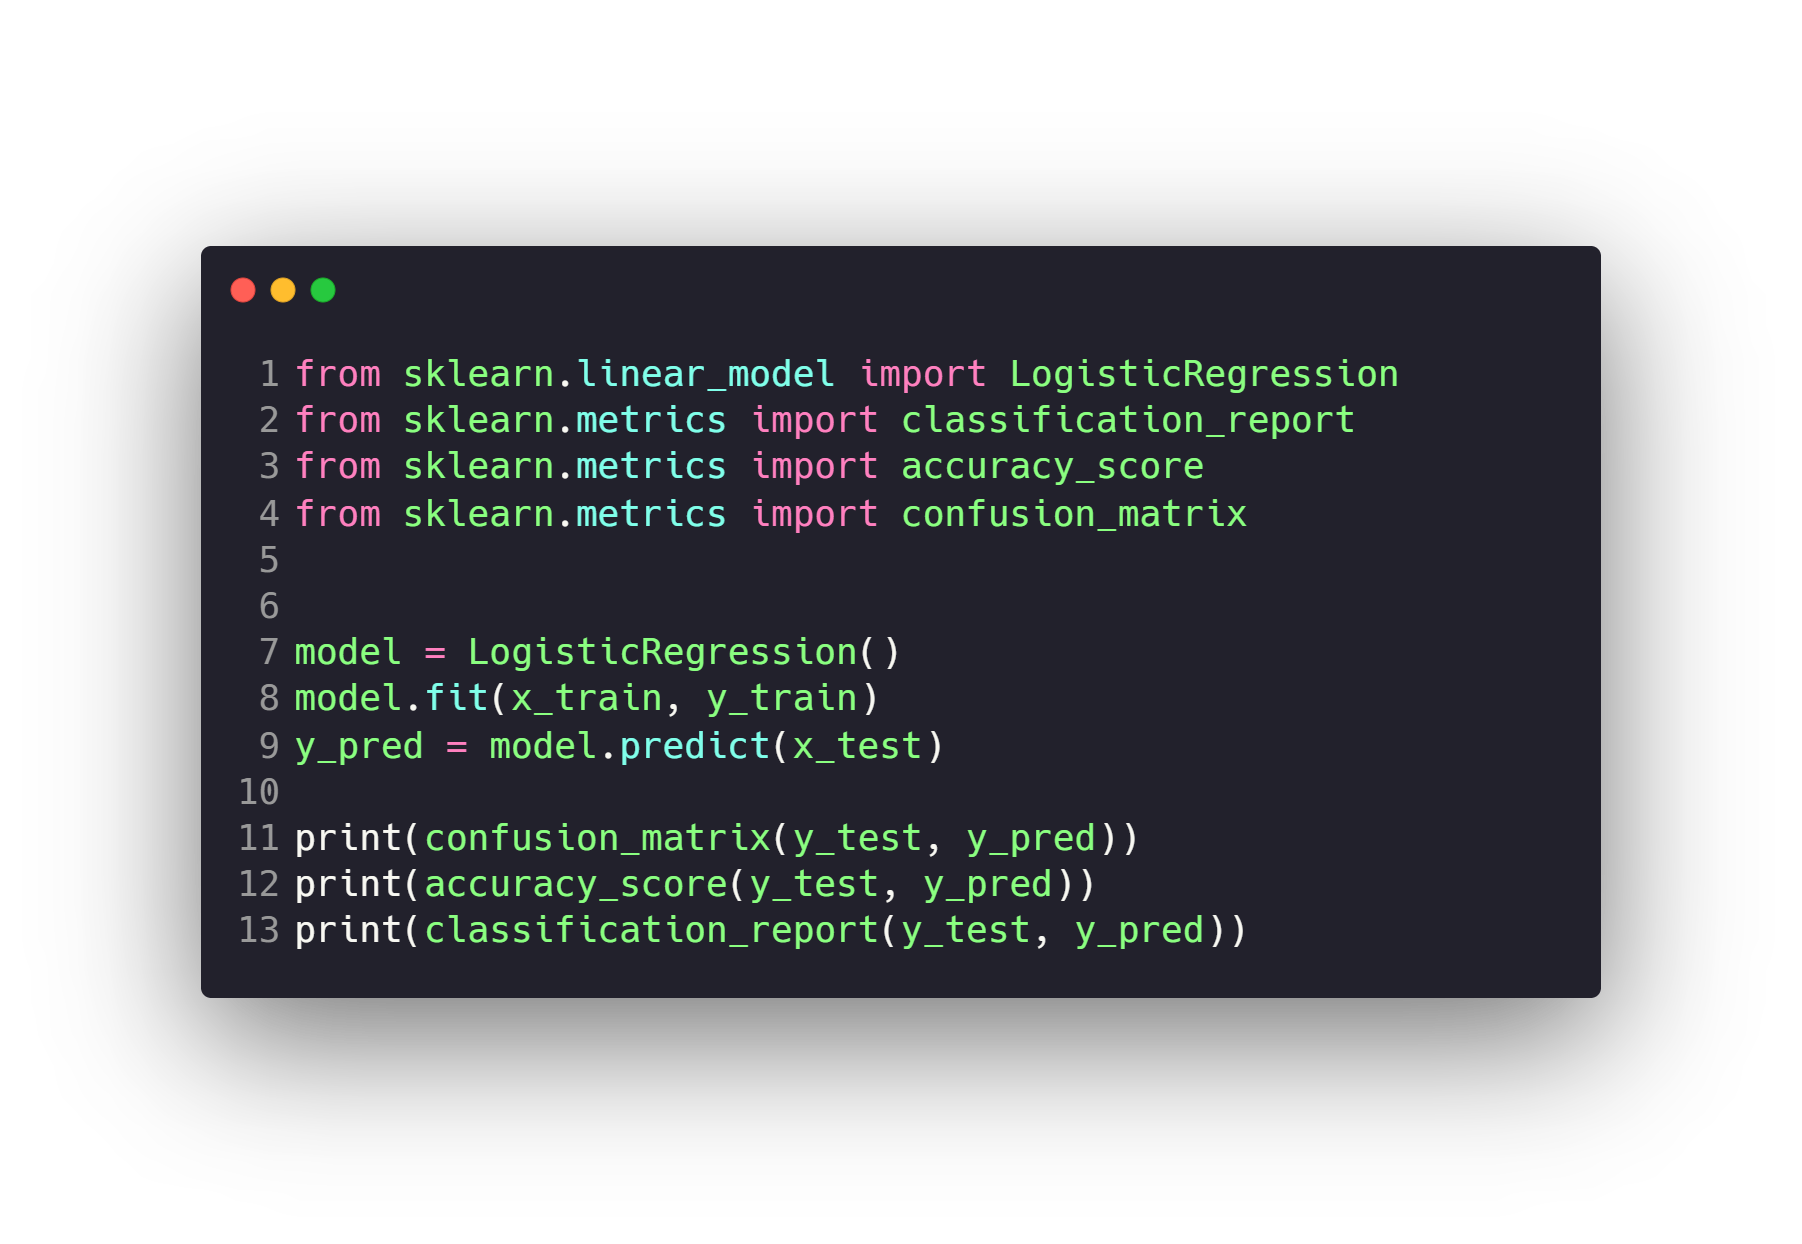 1 from sklearn.linear_model import LogisticRegression
2 from sklearn.metrics import classification_report
3 from sklearn.metrics import accuracy_score
4 from sklearn.metrics import confusion_matrix
5
6
7 model = LogisticRegression()
8 model.fit(x_train, y_train)
9 y_pred = model.predict(x_test)
10
11 print(confusion_matrix(y_test, y_pred))
12 print(accuracy_score(y_test, y_pred))
13 print(classification_report(y_test, y_pred))